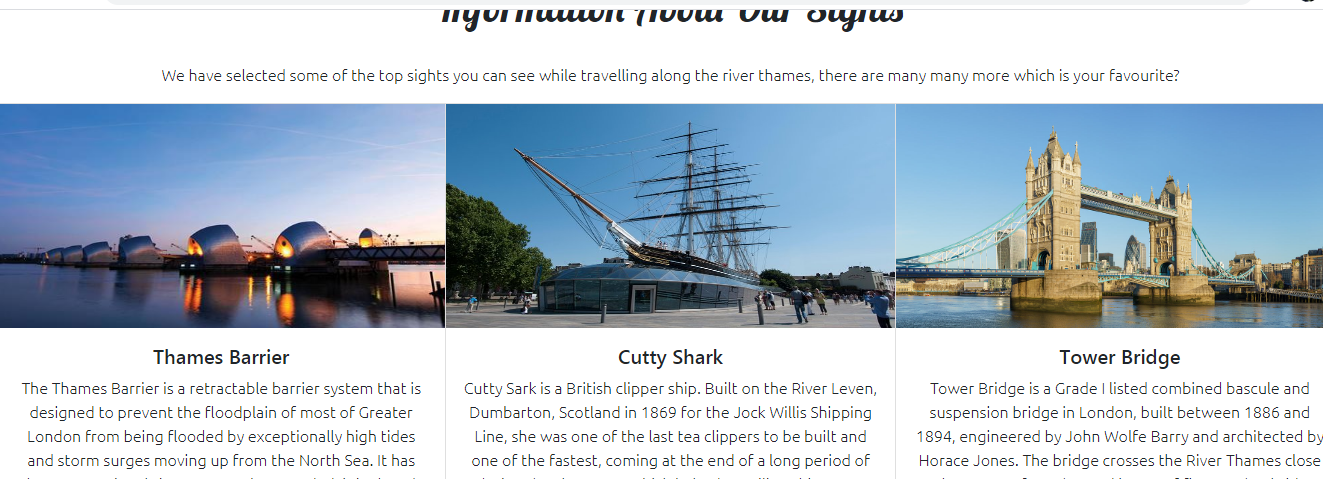 Information About Our Sights
We have selected some of the top sights you can see while travelling along the river thames, there are many many more which is your favourite?
Thames Barrier
The Thames Barrier is a retractable barrier system that is
designed to prevent the floodplain of most of Greater
London from being flooded by exceptionally high tides
and storm surges moving up from the North Sea. It has
Cutty Shark
Cutty Sark is a British clipper ship. Built on the River Leven,
Dumbarton, Scotland in 1869 for the Jock Willis Shipping
Line, she was one of the last tea clippers to be built and
one of the fastest, coming at the end of a long period of
Tower Bridge
Tower Bridge is a Grade I listed combined bascule and
suspension bridge in London, built between 1886 and
1894, engineered by John Wolfe Barry and architected by
Horace Jones. The bridge crosses the River Thames close